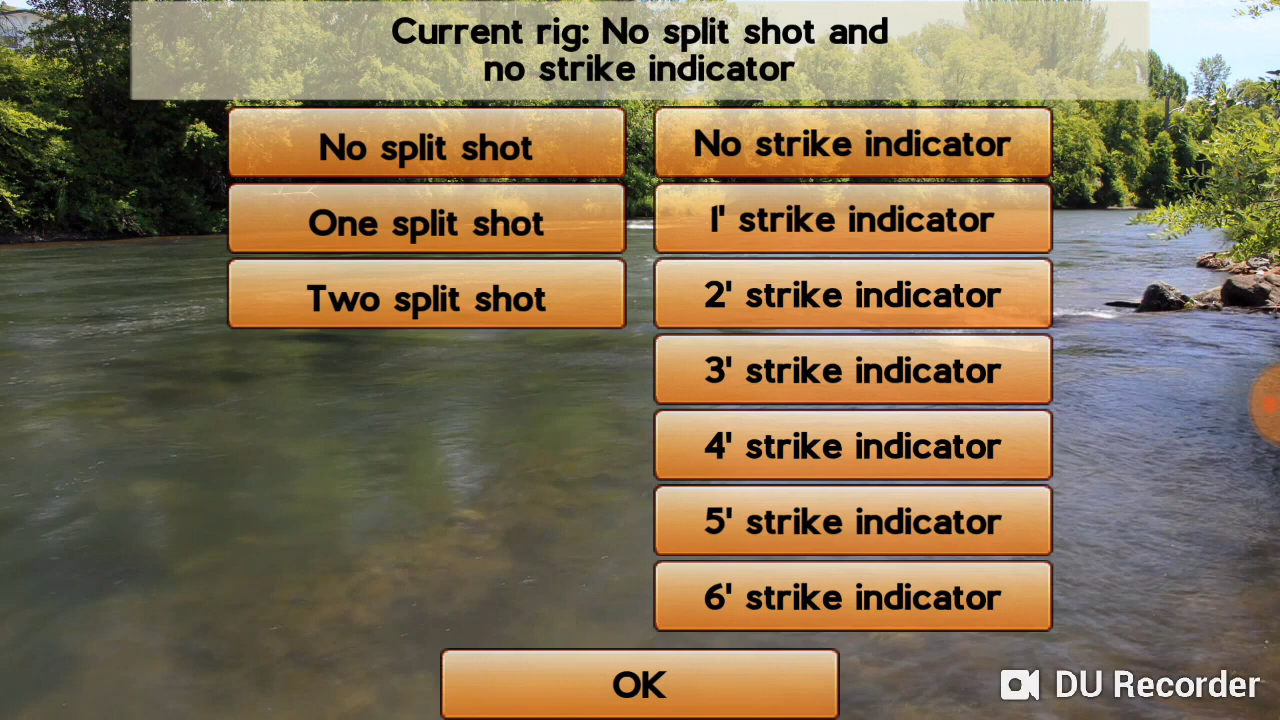 Current rig: No split shot and
no strike indicator
No split shot
One split shot
Two split shot
No strike indicator
1' strike indicator
2' strike indicator
3' strike indicator
4' strike indicator
5' strike indicator
6' strike indicator
OK
DU Recorder